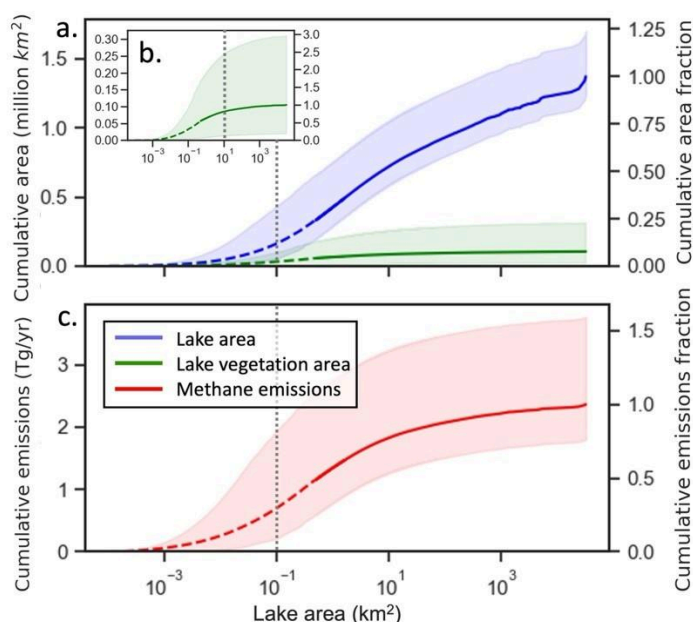 a.
b.
Cumulative area (million km²)
1.5
1.0
0.5
0.0
0.30
0.25
0.20
0.15
0.10
0.05
0.00
3.0
2.5
2.0
1.5
1.0
0.5
0.0
10⁻³ 10⁻¹ 10¹ 10³
1.25
1.00
0.75
0.50
0.25
0.00
Cumulative area fraction
c.
Lake area
Lake vegetation area
Methane emissions
Cumulative emissions (Tg/yr)
3
2
1
0
1.5
1.0
0.5
0.0
Cumulative emissions fraction
10⁻³ 10⁻¹ 10¹ 10³
Lake area (km²)